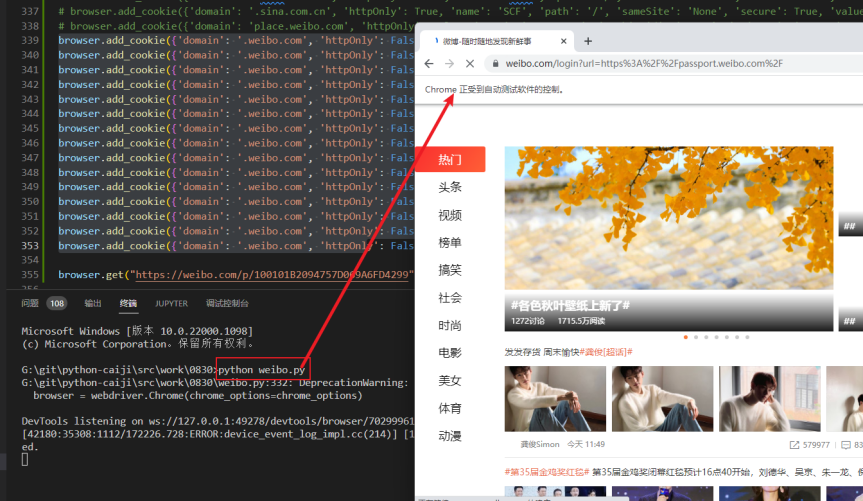 337 # browser.add_cookie({'domain': '.sina.com.cn', 'httpOnly': True, 'name': 'SCF', 'path': '/', 'sameSite': 'None', 'secure': True, 'value
338 # browser.add_cookie({'domain': 'place.weibo.com', 'httpOnly
339 browser.add_cookie({'domain': '.weibo.com', 'httpOnly': Fals
340 browser.add_cookie({'domain': '.weibo.com', 'httpOnly': Fals
341 browser.add_cookie({'domain': '.weibo.com', 'httpOnly': Fals
342 browser.add_cookie({'domain': '.weibo.com', 'httpOnly': Fals
343 browser.add_cookie({'domain': '.weibo.com', 'httpOnly': Fals
344 browser.add_cookie({'domain': '.weibo.com', 'httpOnly': Fals
345 browser.add_cookie({'domain': '.weibo.com', 'httpOnly': Fals
346 browser.add_cookie({'domain': '.weibo.com', 'httpOnly': Fals
347 browser.add_cookie({'domain': '.weibo.com', 'httpOnly': Fals
348 browser.add_cookie({'domain': '.weibo.com', 'httpOnly': Fals
349 browser.add_cookie({'domain': '.weibo.com', 'httpOnly': Fals
350 browser.add_cookie({'domain': '.weibo.com', 'httpOnly': Fals
351 browser.add_cookie({'domain': '.weibo.com', 'httpOnly': Fals
352 browser.add_cookie({'domain': '.weibo.com', 'httpOnly': Fals
353 browser.add_cookie({'domain': '.weibo.com', 'httpOnly': Fals
354
355 browser.get("https://weibo.com/p/100101B2094757D069A6FD4299"
问题 108 输出 终端 JUPYTER 调试控制台
Microsoft Windows [版本 10.0.22000.1098]
(c) Microsoft Corporation。保留所有权利。
G:\git\python-caiji\src\work\0830>python weibo.py
G:\git\python-caiji\src\work\0830\weibo.py:332: DeprecationWarning:
browser = webdriver.Chrome(chrome_options=chrome_options)
DevTools listening on ws://127.0.0.1:49278/devtools/browser/70299961
[42180:35308:1112/172226.728:ERROR:device_event_log_impl.cc(214)] [1
ed.
微博-随时随地发现新鲜事
weibo.com/login?url=https%3A%2F%2Fpassport.weibo.com%2F
Chrome 正受到自动测试软件的控制。
热门
头条
视频
榜单
搞笑
社会
时尚
电影
美女
体育
动漫
#各色秋叶壁纸上新了#
1272讨论 1715.5万阅读
##
##
发发存货 周末愉快#龚俊[超话]#
龚俊Simon 今天 11:49
579977
83
#第35届金鸡奖红毯# 第35届金鸡奖闭幕红毯预计16点40开始，刘德华、吴京、朱一龙、